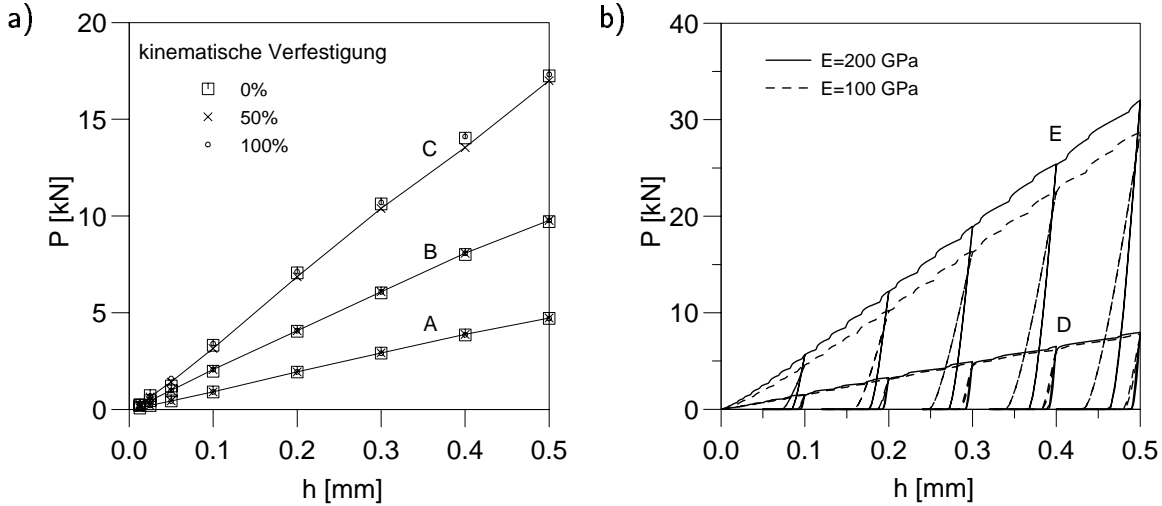 a)
20
15
10
5
0
P [kN]
kinematische Verfestigung
0%
50%
100%
C
B
A
0.0 0.1 0.2 0.3 0.4 0.5
h [mm]
b)
40
30
20
10
0
P [kN]
E=200 GPa
E=100 GPa
E
D
0.0 0.1 0.2 0.3 0.4 0.5
h [mm]